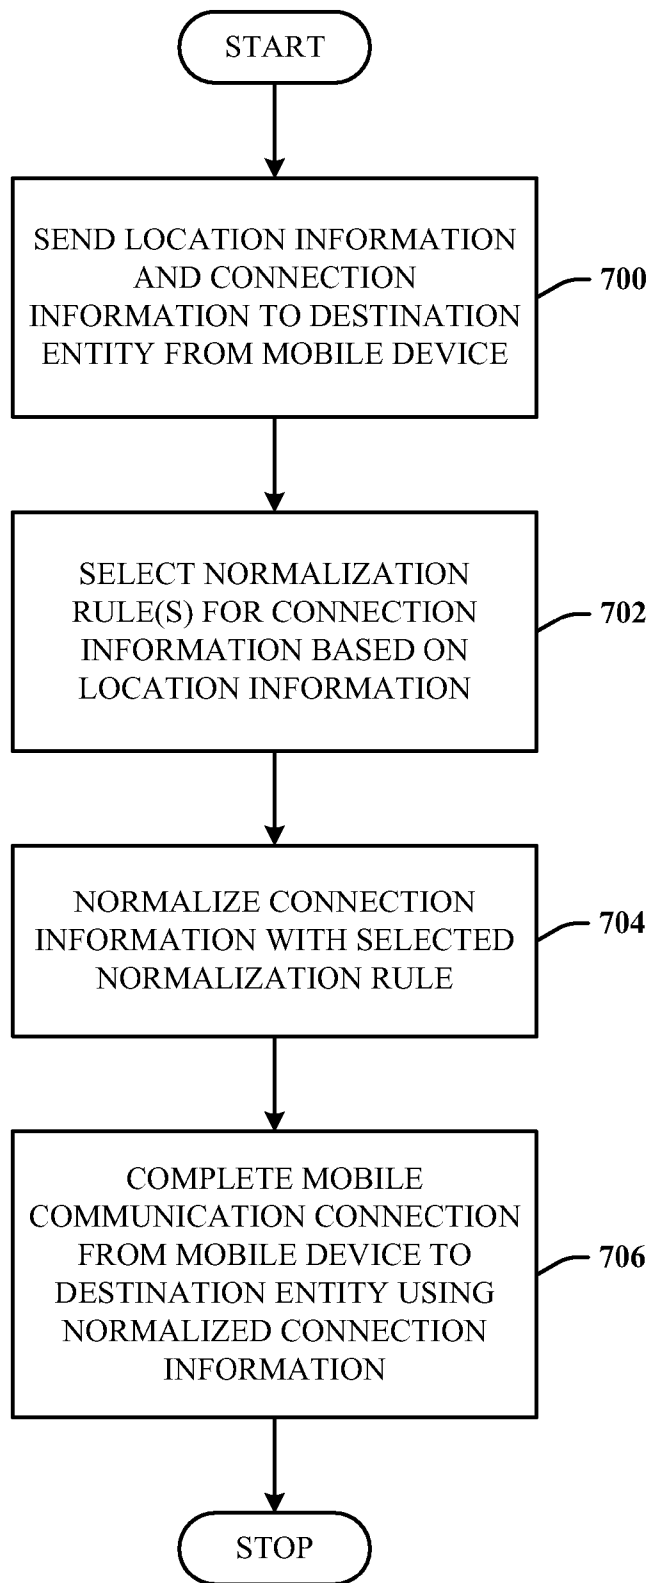 START
SEND LOCATION INFORMATION
AND CONNECTION
INFORMATION TO DESTINATION
ENTITY FROM MOBILE DEVICE
700
SELECT NORMALIZATION
RULE(S) FOR CONNECTION
INFORMATION BASED ON
LOCATION INFORMATION
702
NORMALIZE CONNECTION
INFORMATION WITH SELECTED
NORMALIZATION RULE
704
COMPLETE MOBILE
COMMUNICATION CONNECTION
FROM MOBILE DEVICE TO
DESTINATION ENTITY USING
NORMALIZED CONNECTION
INFORMATION
706
STOP